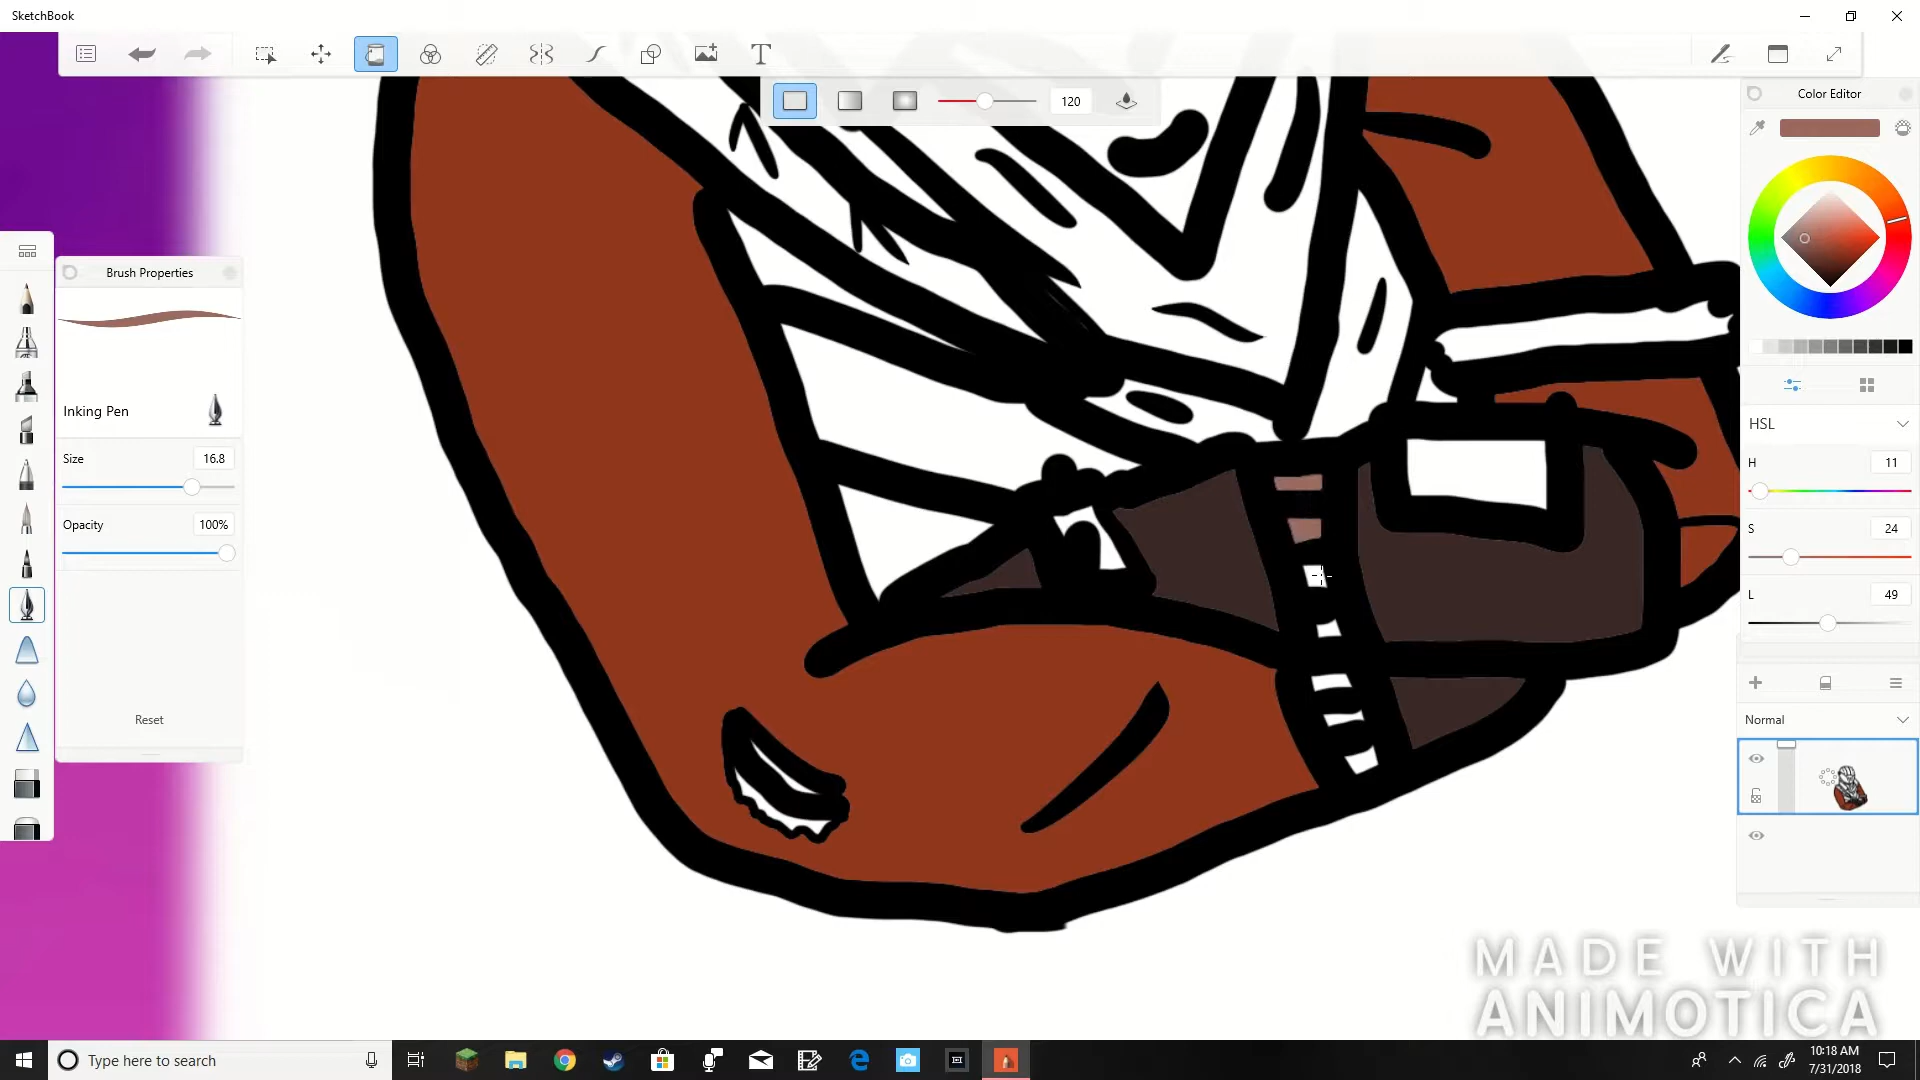 SketchBook
T
120
Color Editor
Brush Properties
Inking Pen
Size
16.8
Opacity
100%
Reset
HSL
H
11
S
24
L
49
Normal
MADE WITH
ANIMOTICA
Type here to search
10:18 AM
7/31/2018